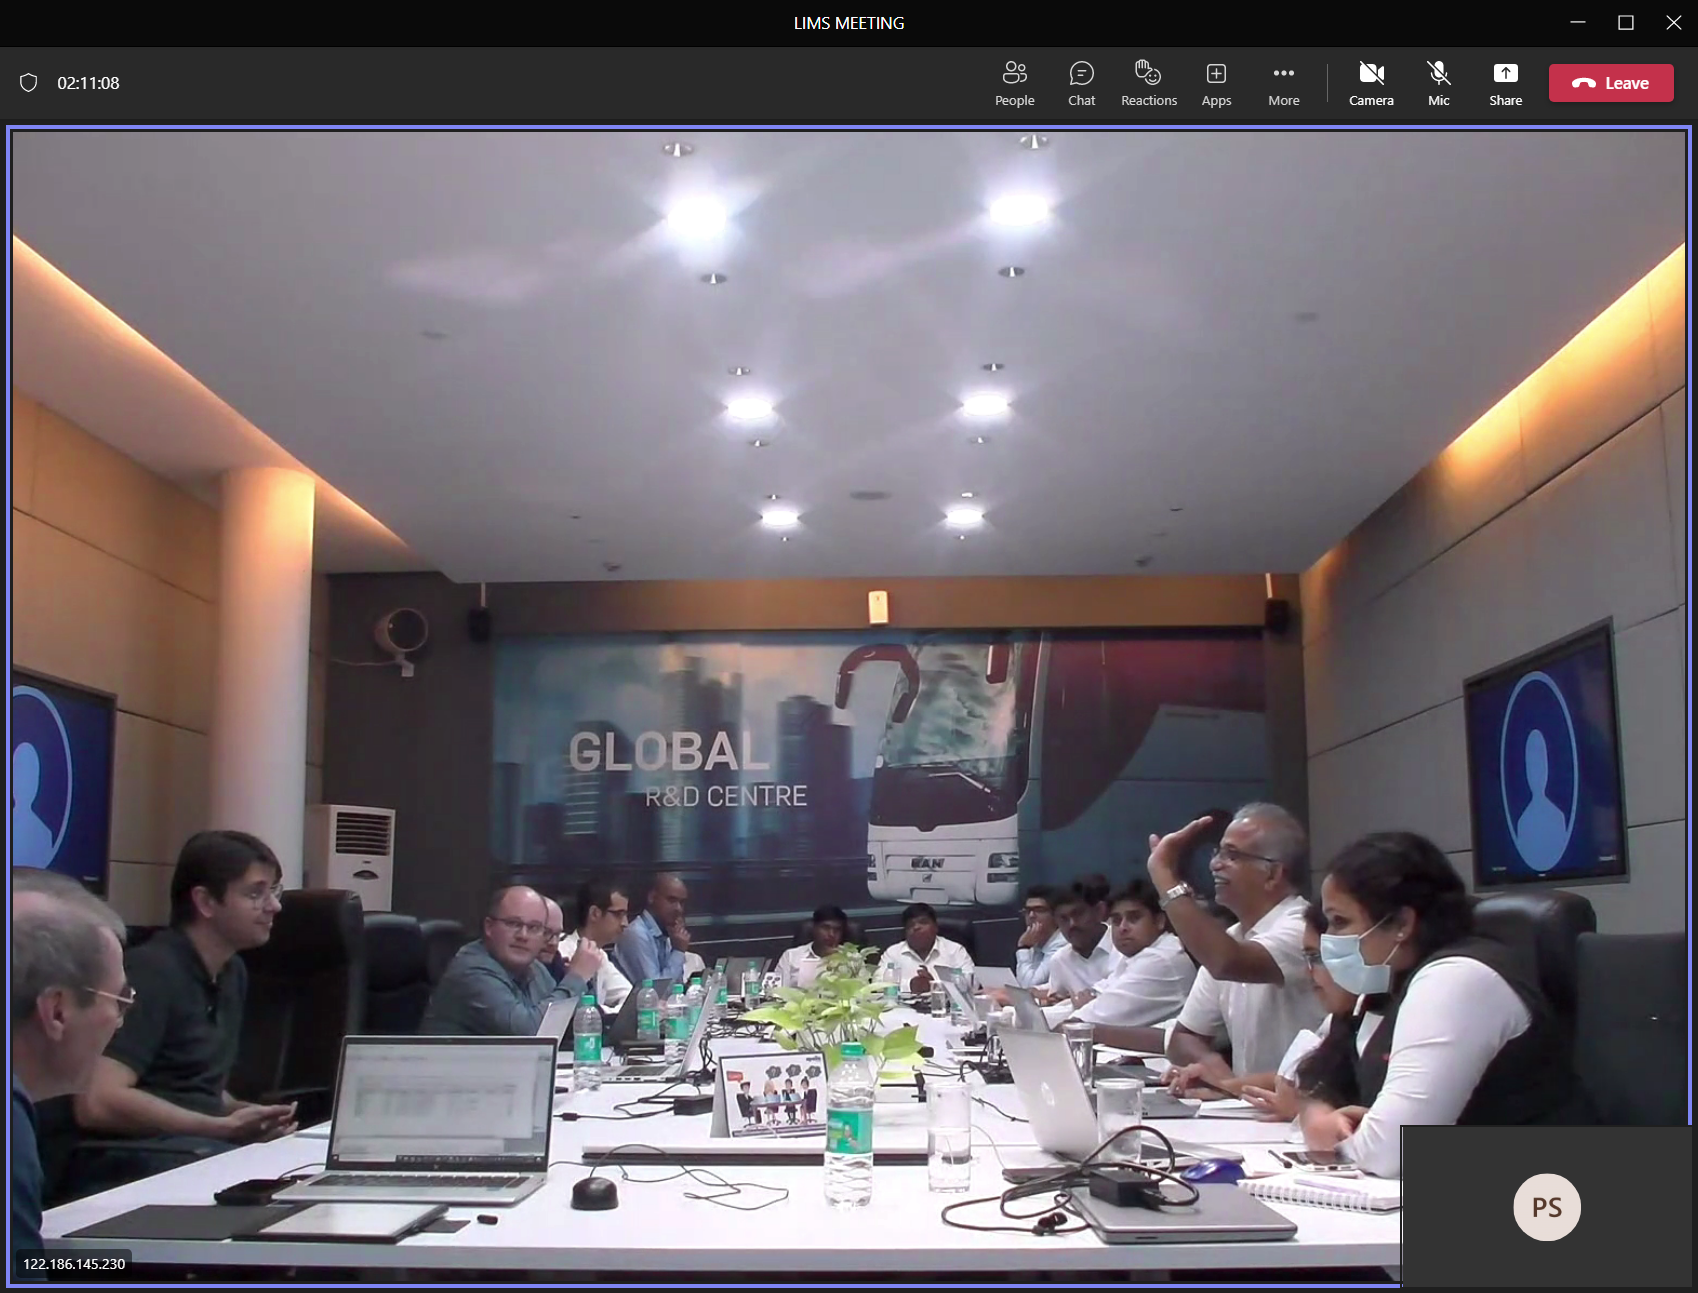 LIMS MEETING
02:11:08
People
Chat
Reactions
Apps
More
Camera
Mic
Share
Leave
GLOBAL
R&D CENTRE
MAN
122.186.145.230
PS